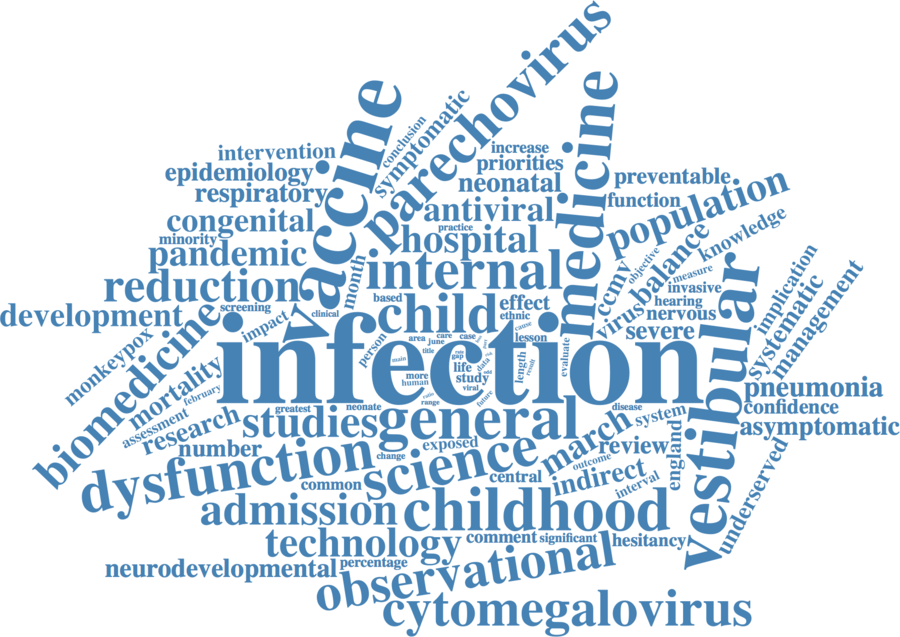 parechovirus
vaccine
symptomatic
conclusion
medicine
increase
intervention
priorities
epidemiology
neonatal
preventable
respiratory
function
population
congenital
antiviral
practice
minority
hospital
knowledge
pandemic
balance
objective
ccmv
measure
internal
month
reduction
invasive
based
child
effect
hearing
virus
nervous
severe
development
screening
clinical
ethnic
cause
lesson
impact
vestibular
implication
systematic
management
monkeypox
biomedicine
infection
person
area
june
care
case
title
gap
main
life
data
more
human
study
viral
length
result
evaluate
range
future
mortality
february
assessment
research
greatest
neonate
disease
system
pneumonia
confidence
asymptomatic
studies
general
number
change
exposed
march
review
england
underserved
dysfunction
science
common
central
outcome
indirect
interval
admission
childhood
technology
comment
significant
hesitancy
neurodevelopmental
percentage
observational
cytomegalovirus